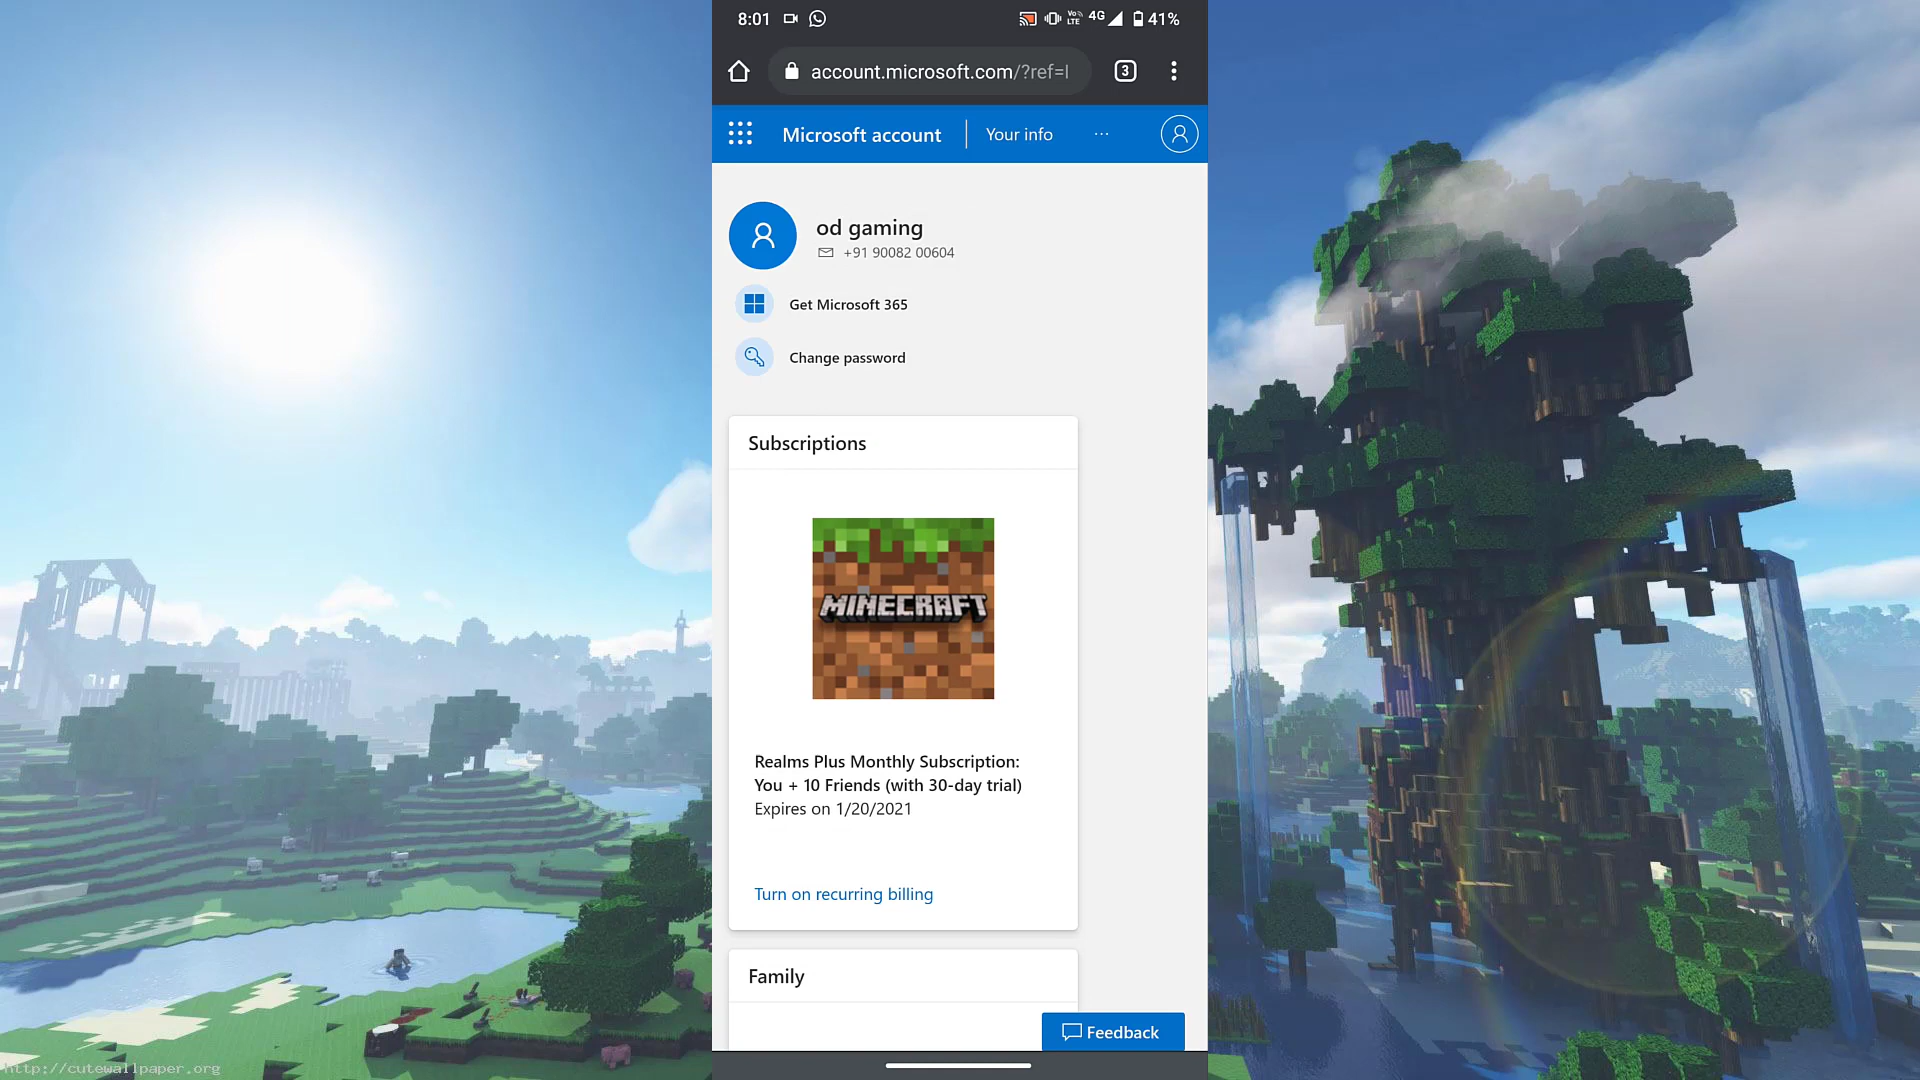 8:01
Vo LTE 4G 41%
account.microsoft.com/?ref=l
3
Microsoft account
Your info
...
od gaming
+91 90082 00604
Get Microsoft 365
Change password
Subscriptions
MINECRAFT
Realms Plus Monthly Subscription:
You + 10 Friends (with 30-day trial)
Expires on 1/20/2021
Turn on recurring billing
Family
Feedback
http://cutewallpaper.org